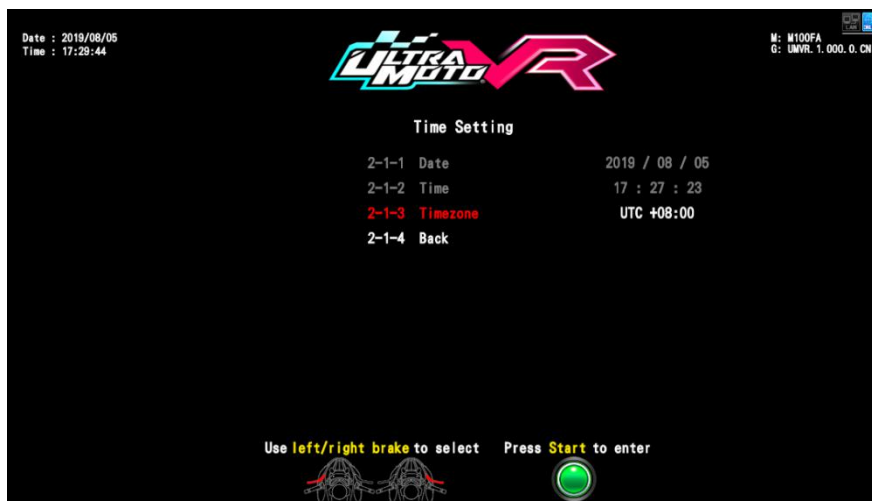 Date : 2019/08/05
Time : 17:29:44
ULTRA
MOTO VR
M: M100FA
G: UMVR.1.000.0.CN
Time Setting
2-1-1 Date 2019 / 08 / 05
2-1-2 Time 17 : 27 : 23
2-1-3 Timezone UTC +08:00
2-1-4 Back
Use left/right brake to select Press Start to enter